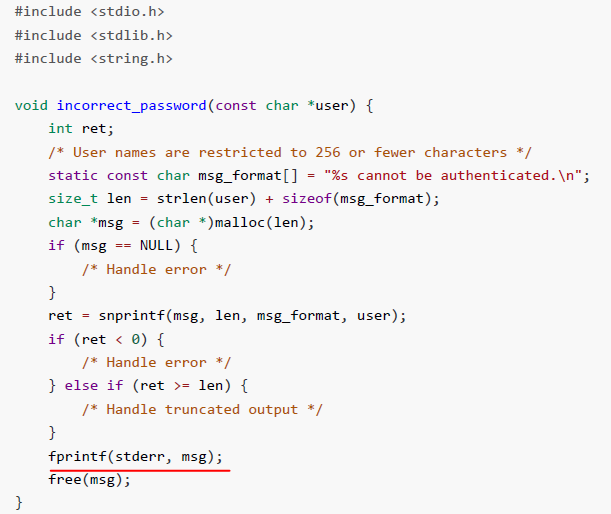 #include <stdio.h>
#include <stdlib.h>
#include <string.h>

void incorrect_password(const char *user) {
    int ret;
    /* User names are restricted to 256 or fewer characters */
    static const char msg_format[] = "%s cannot be authenticated.\n";
    size_t len = strlen(user) + sizeof(msg_format);
    char *msg = (char *)malloc(len);
    if (msg == NULL) {
        /* Handle error */
    }
    ret = snprintf(msg, len, msg_format, user);
    if (ret < 0) {
        /* Handle error */
    } else if (ret >= len) {
        /* Handle truncated output */
    }
    fprintf(stderr, msg);
    free(msg);
}